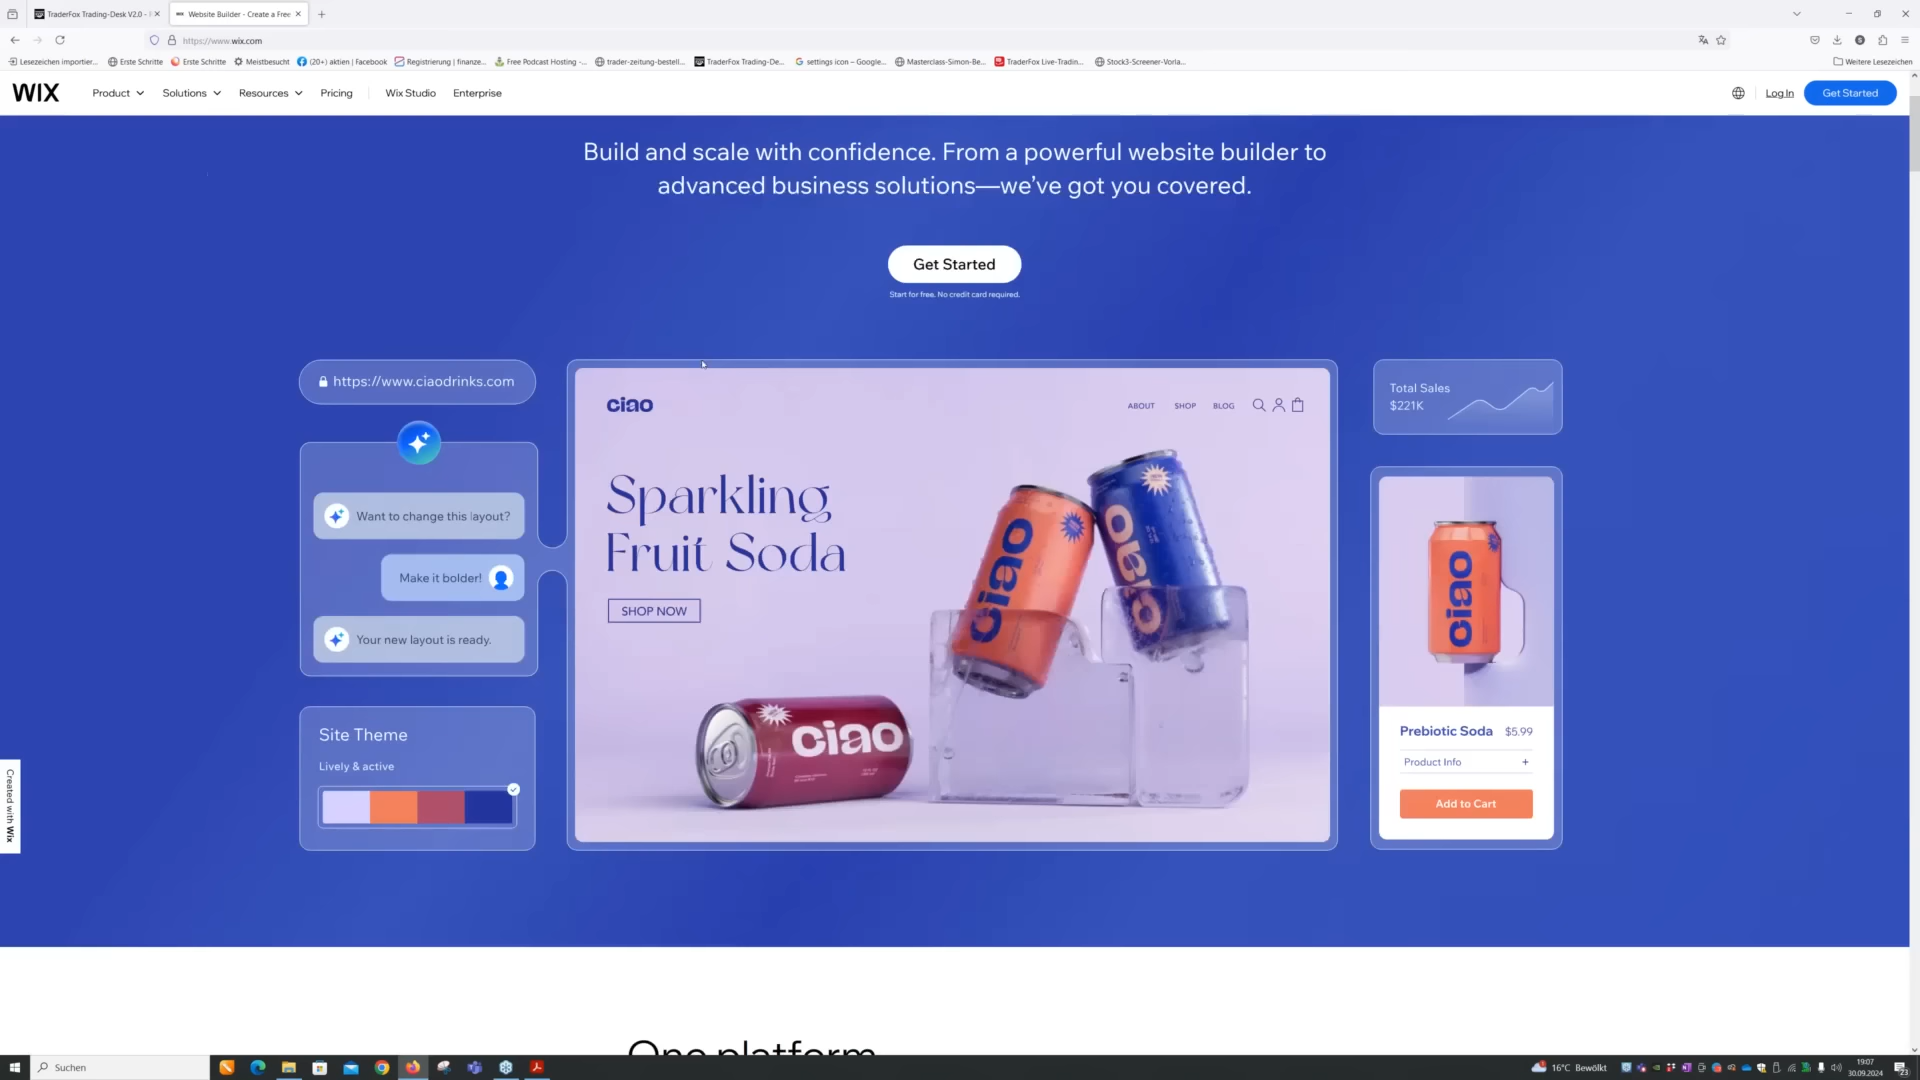 TraderFox Trading-Desk V2.0 -
Website Builder - Create a Free
https://www.wix.com
Lesezeichen importier...
Erste Schritte
Erste Schritte
Meistbesucht
(20+) aktien | Facebook
Registrierung | finanze...
Free Podcast Hosting -...
trader-zeitung-bestell...
TraderFox Trading-De...
settings icon – Google...
Masterclass-Simon-Be...
TraderFox Live-Tradin...
Stock3-Screener-Vorla...
Weitere Lesezeichen
WIX
Product
Solutions
Resources
Pricing
Wix Studio
Enterprise
Log In
Get Started
Build and scale with confidence. From a powerful website builder to
advanced business solutions—we've got you covered.
Get Started
Start for free. No credit card required.
https://www.ciaodrinks.com
Want to change this layout?
Make it bolder!
Your new layout is ready.
Site Theme
Lively & active
ciao
ABOUT
SHOP
BLOG
Sparkling
Fruit Soda
SHOP NOW
ciao
ciao
ciao
Total Sales
$221K
ciao
Prebiotic Soda $5.99
Product Info +
Add to Cart
Created with Wix
One platform
Suchen
16°C Bewölkt
19:07
30.09.2024
23